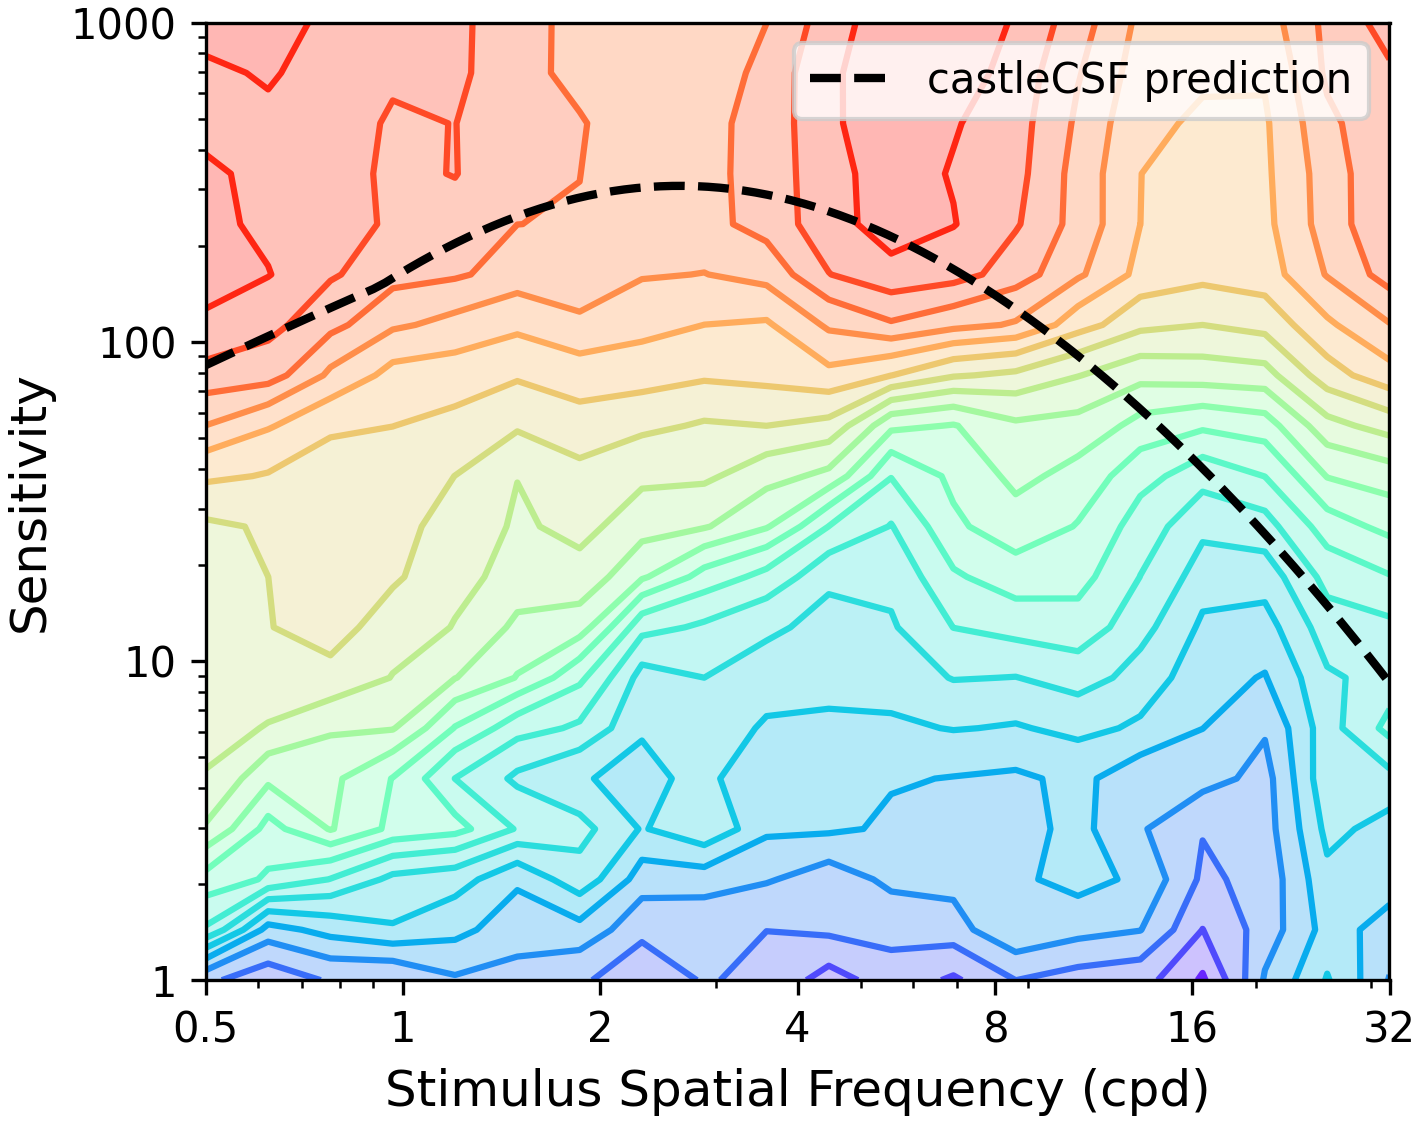 1000
100
10
1
Sensitivity
castleCSF prediction
0.5 1 2 4 8 16 32
Stimulus Spatial Frequency (cpd)